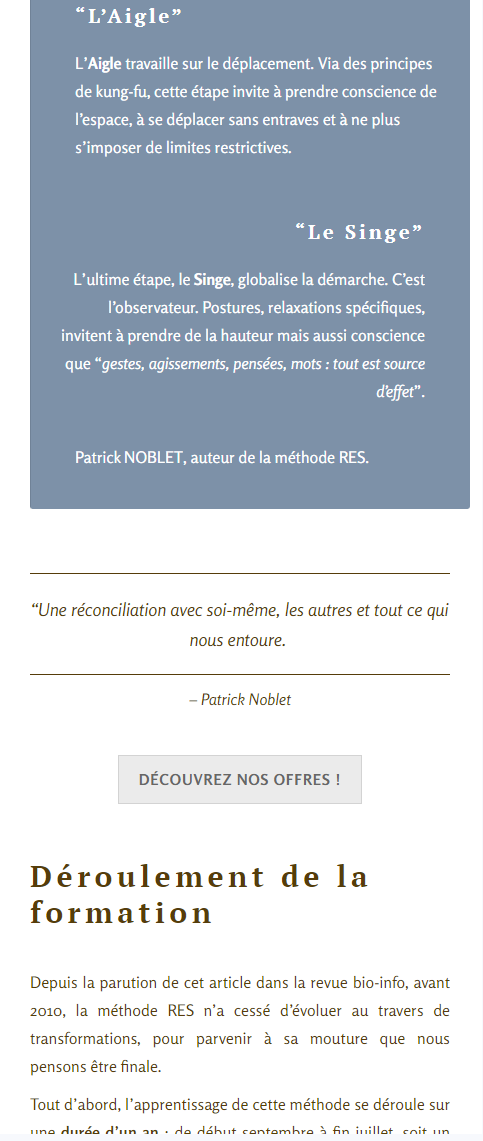 “L’Aigle”
L’Aigle travaille sur le déplacement. Via des principes
de kung-fu, cette étape invite à prendre conscience de
l’espace, à se déplacer sans entraves et à ne plus
s’imposer de limites restrictives.
“Le Singe”
L’ultime étape, le Singe, globalise la démarche. C’est
l’observateur. Postures, relaxations spécifiques,
invitent à prendre de la hauteur mais aussi conscience
que “gestes, agissements, pensées, mots : tout est source
d’effet”.
Patrick NOBLET, auteur de la méthode RES.
“Une réconciliation avec soi-même, les autres et tout ce qui
nous entoure.
– Patrick Noblet
DÉCOUVREZ NOS OFFRES !
Déroulement de la
formation
Depuis la parution de cet article dans la revue bio-info, avant
2010, la méthode RES n’a cessé d’évoluer au travers de
transformations, pour parvenir à sa mouture que nous
pensons être finale.
Tout d’abord, l’apprentissage de cette méthode se déroule sur
une durée d’un an : de début septembre à fin juillet, soit un